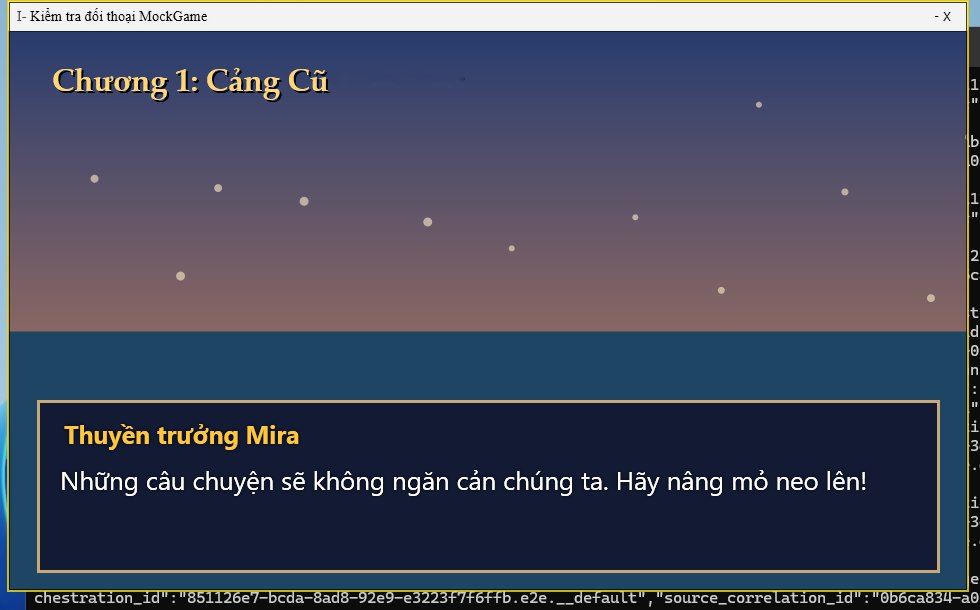 I- Kiểm tra đối thoại MockGame
- X
Chương 1: Cảng Cũ
Thuyền trưởng Mira
Những câu chuyện sẽ không ngăn cản chúng ta. Hãy nâng mỏ neo lên!
chestration_id":"851126e7-bcda-8ad8-92e9-e3223f7f6ffb.e2e.__default","source_correlation_id":"0b6ca834-a